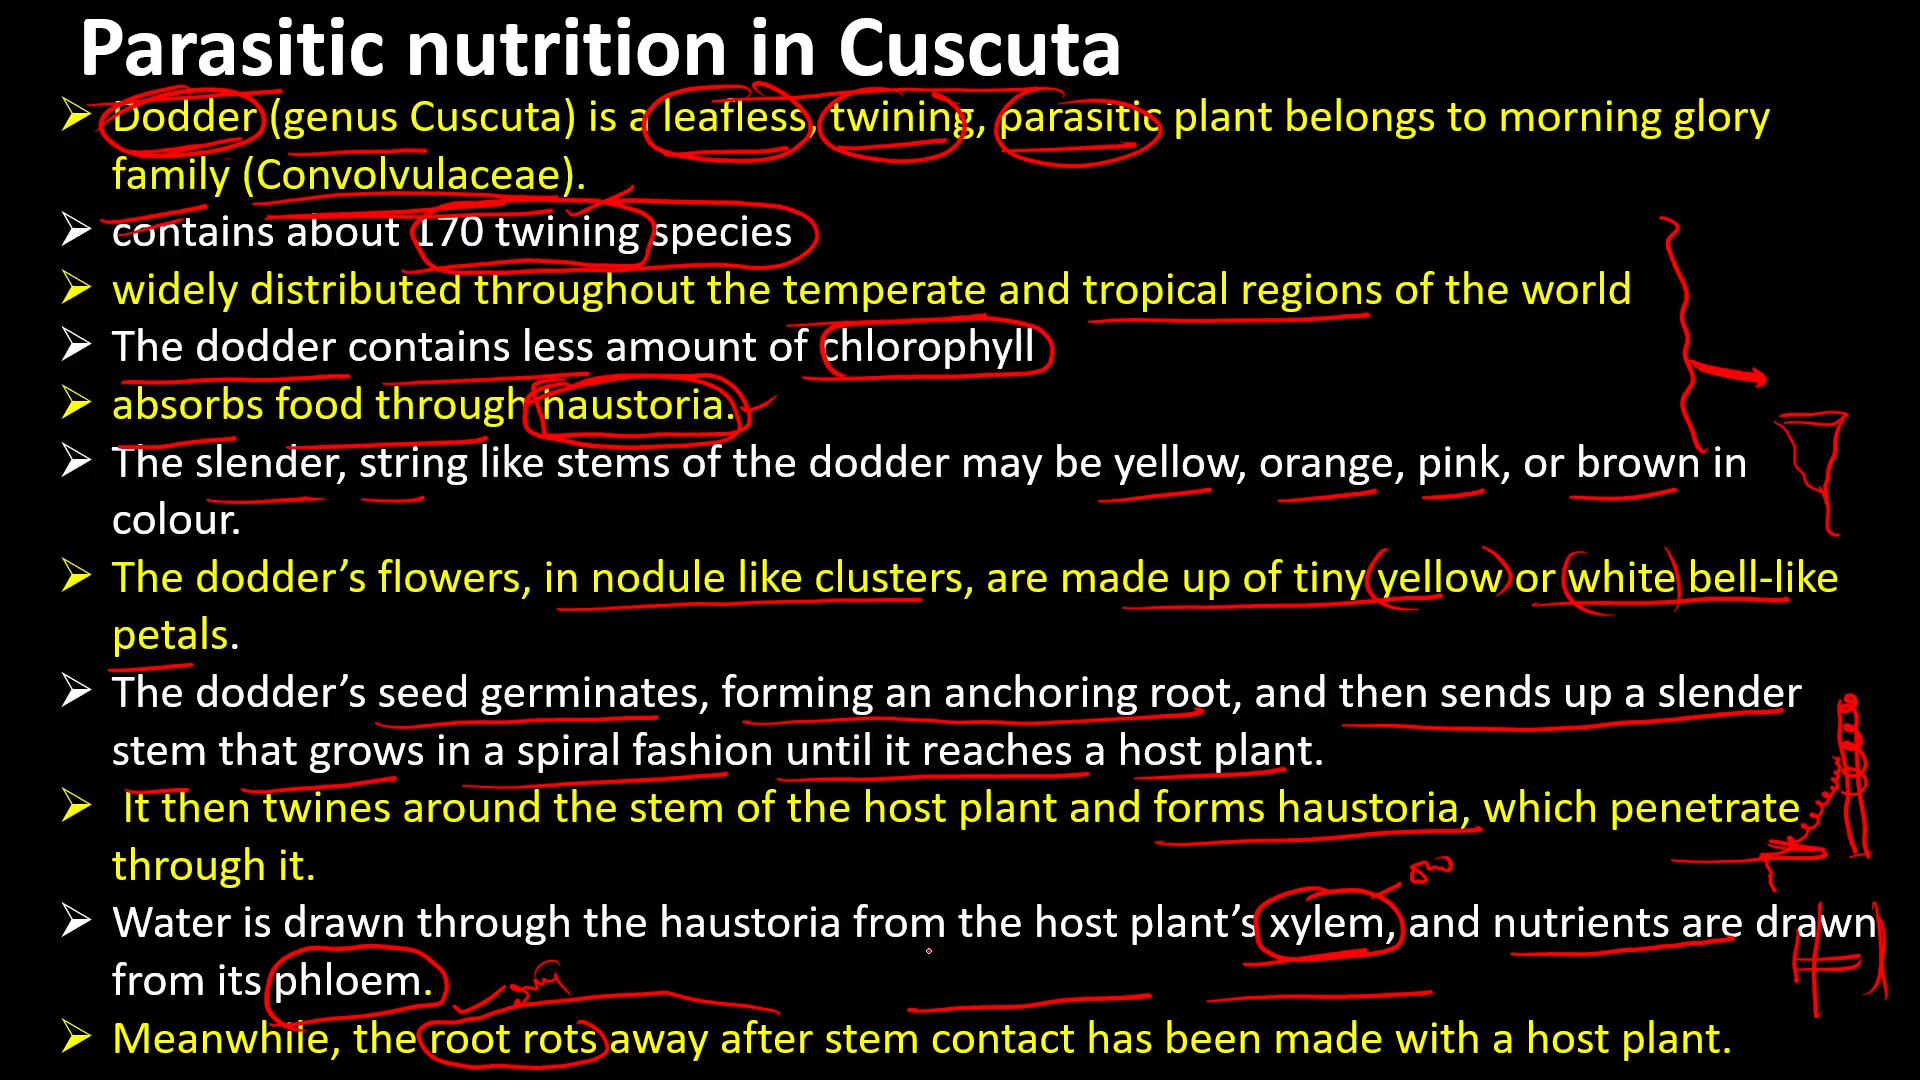 Parasitic nutrition in Cuscuta
➢ Dodder (genus Cuscuta) is a leafless, twining, parasitic plant belongs to morning glory
family (Convolvulaceae).
➢ contains about 170 twining species
➢ widely distributed throughout the temperate and tropical regions of the world
➢ The dodder contains less amount of chlorophyll
➢ absorbs food through haustoria.
➢ The slender, string like stems of the dodder may be yellow, orange, pink, or brown in
colour.
➢ The dodder’s flowers, in nodule like clusters, are made up of tiny yellow or white bell-like
petals.
➢ The dodder’s seed germinates, forming an anchoring root, and then sends up a slender
stem that grows in a spiral fashion until it reaches a host plant.
➢ It then twines around the stem of the host plant and forms haustoria, which penetrate
through it.
➢ Water is drawn through the haustoria from the host plant’s xylem, and nutrients are drawn
from its phloem.
➢ Meanwhile, the root rots away after stem contact has been made with a host plant.